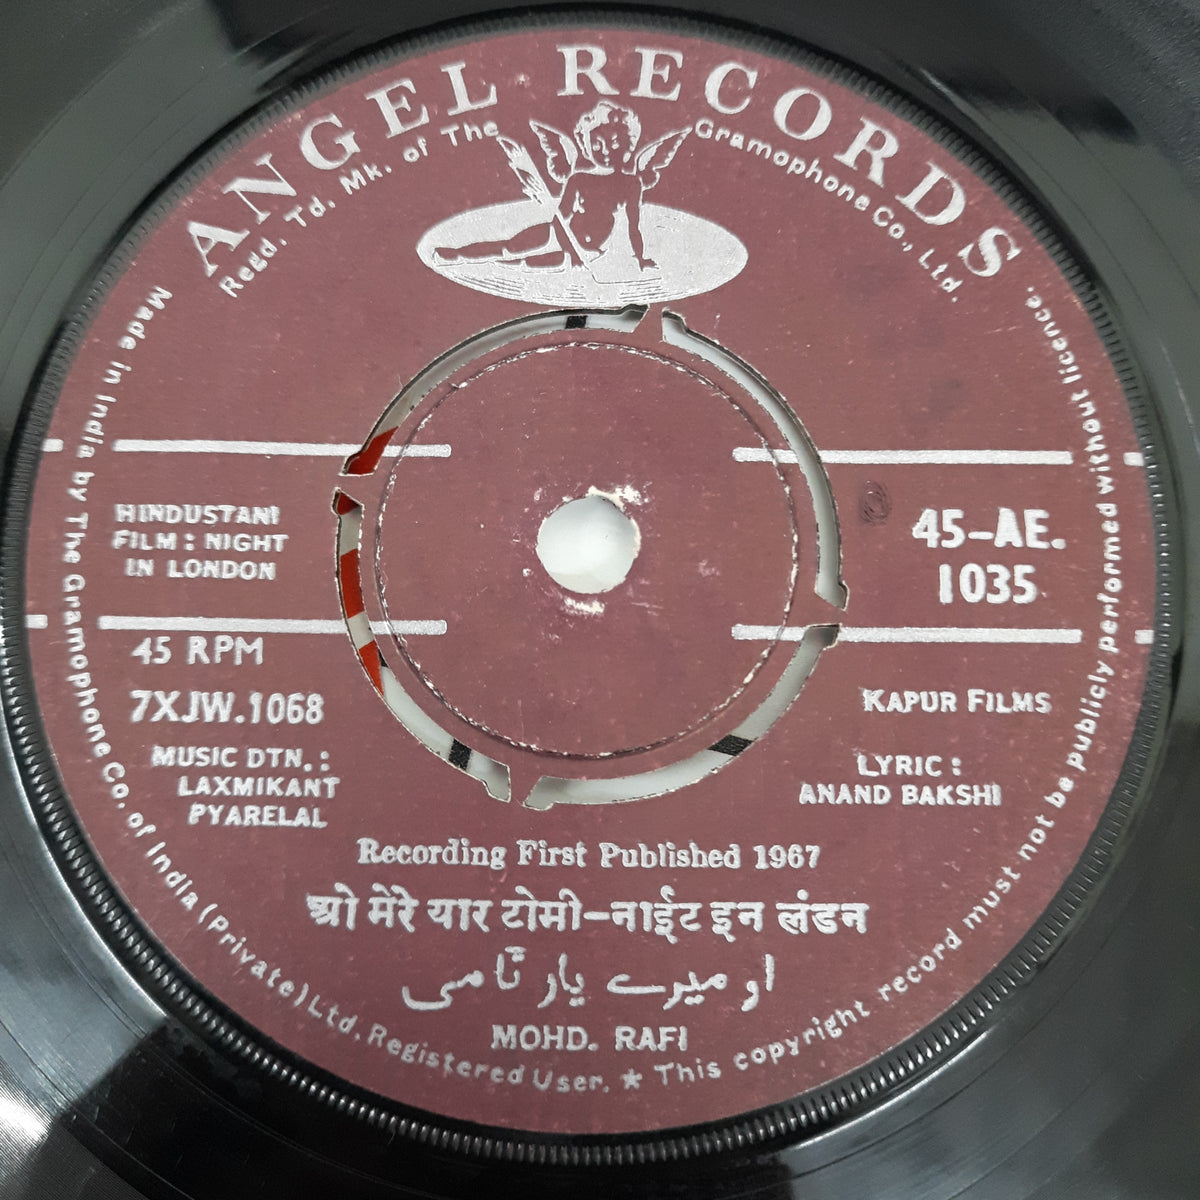 ANGEL RECORDS
Regd. Td. Mk. of The Gramophone Co., Ltd.
HINDUSTANI
FILM : NIGHT
IN LONDON
45-AE.
1035
45 RPM
7XJW.1068
KAPUR FILMS
MUSIC DTN. :
LAXMIKANT
PYARELAL
LYRIC :
ANAND BAKSHI
Recording First Published 1967
ओ मेरे यार टोमी-नाईट इन लंडन
او میرے یار ٹامی
MOHD. RAFI
Made in India by The Gramophone Co. of India (Private) Ltd. Registered User. ★ This copyright record must not be publicly performed without licence.